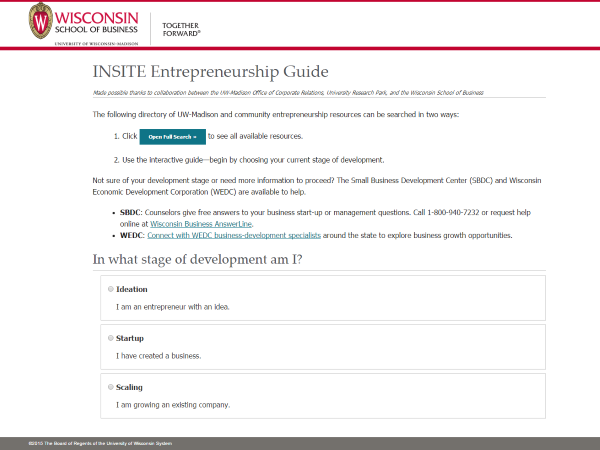 WISCONSIN
SCHOOL OF BUSINESS
UNIVERSITY OF WISCONSIN-MADISON
TOGETHER
FORWARD®
INSITE Entrepreneurship Guide
Made possible thanks to collaboration between the UW-Madison Office of Corporate Relations, University Research Park, and the Wisconsin School of Business
The following directory of UW-Madison and community entrepreneurship resources can be searched in two ways:
1. Click Open Full Search to see all available resources.
2. Use the interactive guide—begin by choosing your current stage of development.
Not sure of your development stage or need more information to proceed? The Small Business Development Center (SBDC) and Wisconsin
Economic Development Corporation (WEDC) are available to help.
• SBDC: Counselors give free answers to your business start-up or management questions. Call 1-800-940-7232 or request help
online at Wisconsin Business AnswerLine.
• WEDC: Connect with WEDC business-development specialists around the state to explore business growth opportunities.
In what stage of development am I?
Ideation
I am an entrepreneur with an idea.
Startup
I have created a business.
Scaling
I am growing an existing company.
©2015 The Board of Regents of the University of Wisconsin System